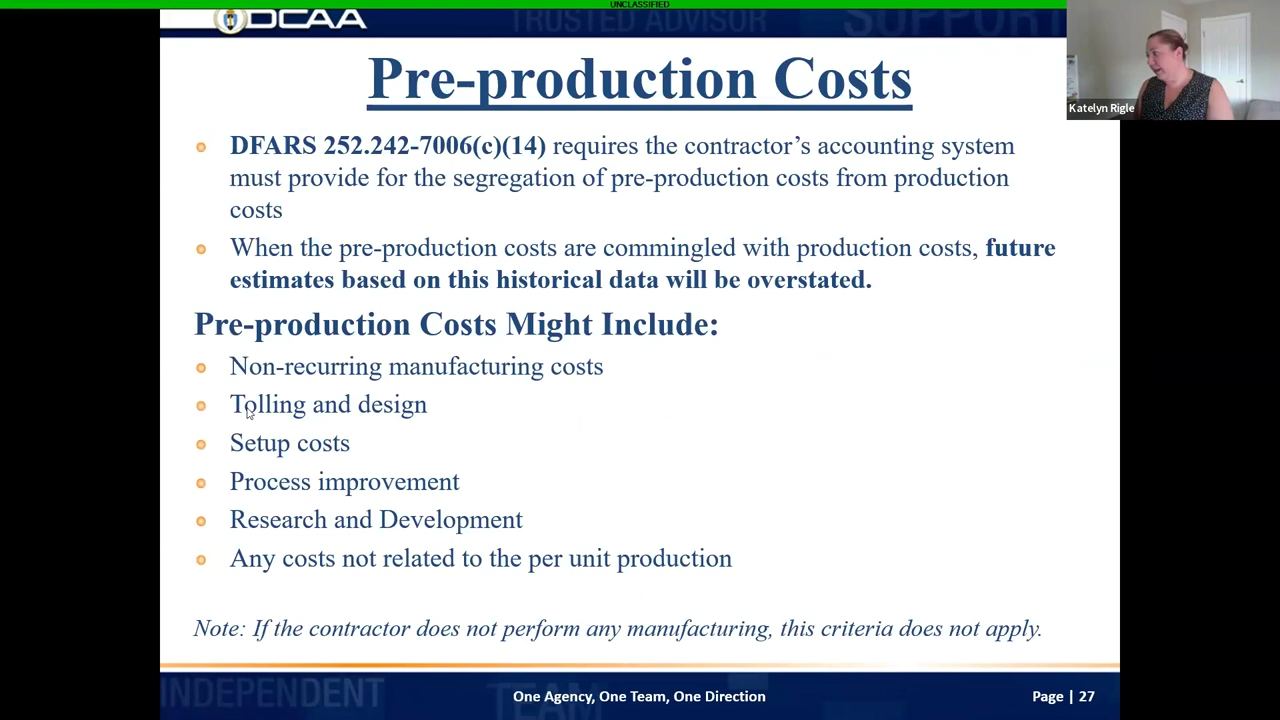 UNCLASSIFIED
DCAA
TRUSTED ADVISOR
SUPPORT
Pre-production Costs
Katelyn Rigle
DFARS 252.242-7006(c)(14) requires the contractor’s accounting system
must provide for the segregation of pre-production costs from production
costs
When the pre-production costs are commingled with production costs, future
estimates based on this historical data will be overstated.
Pre-production Costs Might Include:
Non-recurring manufacturing costs
Tolling and design
Setup costs
Process improvement
Research and Development
Any costs not related to the per unit production
Note: If the contractor does not perform any manufacturing, this criteria does not apply.
INDEPENDENT
TEAM
One Agency, One Team, One Direction
Page | 27